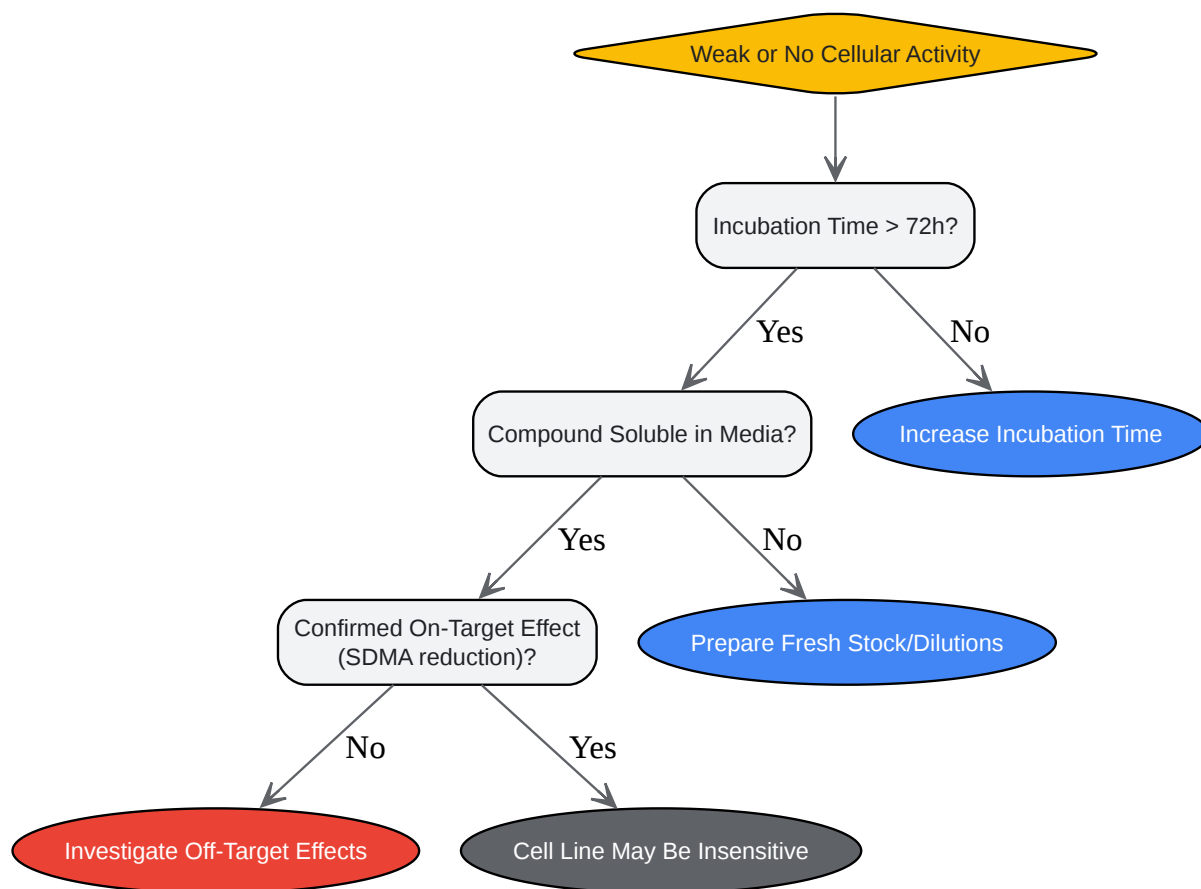 Weak or No Cellular Activity
Incubation Time > 72h?
Yes
No
Compound Soluble in Media?
Increase Incubation Time
Yes
No
Confirmed On-Target Effect
(SDMA reduction)?
Prepare Fresh Stock/Dilutions
No
Yes
Investigate Off-Target Effects
Cell Line May Be Insensitive